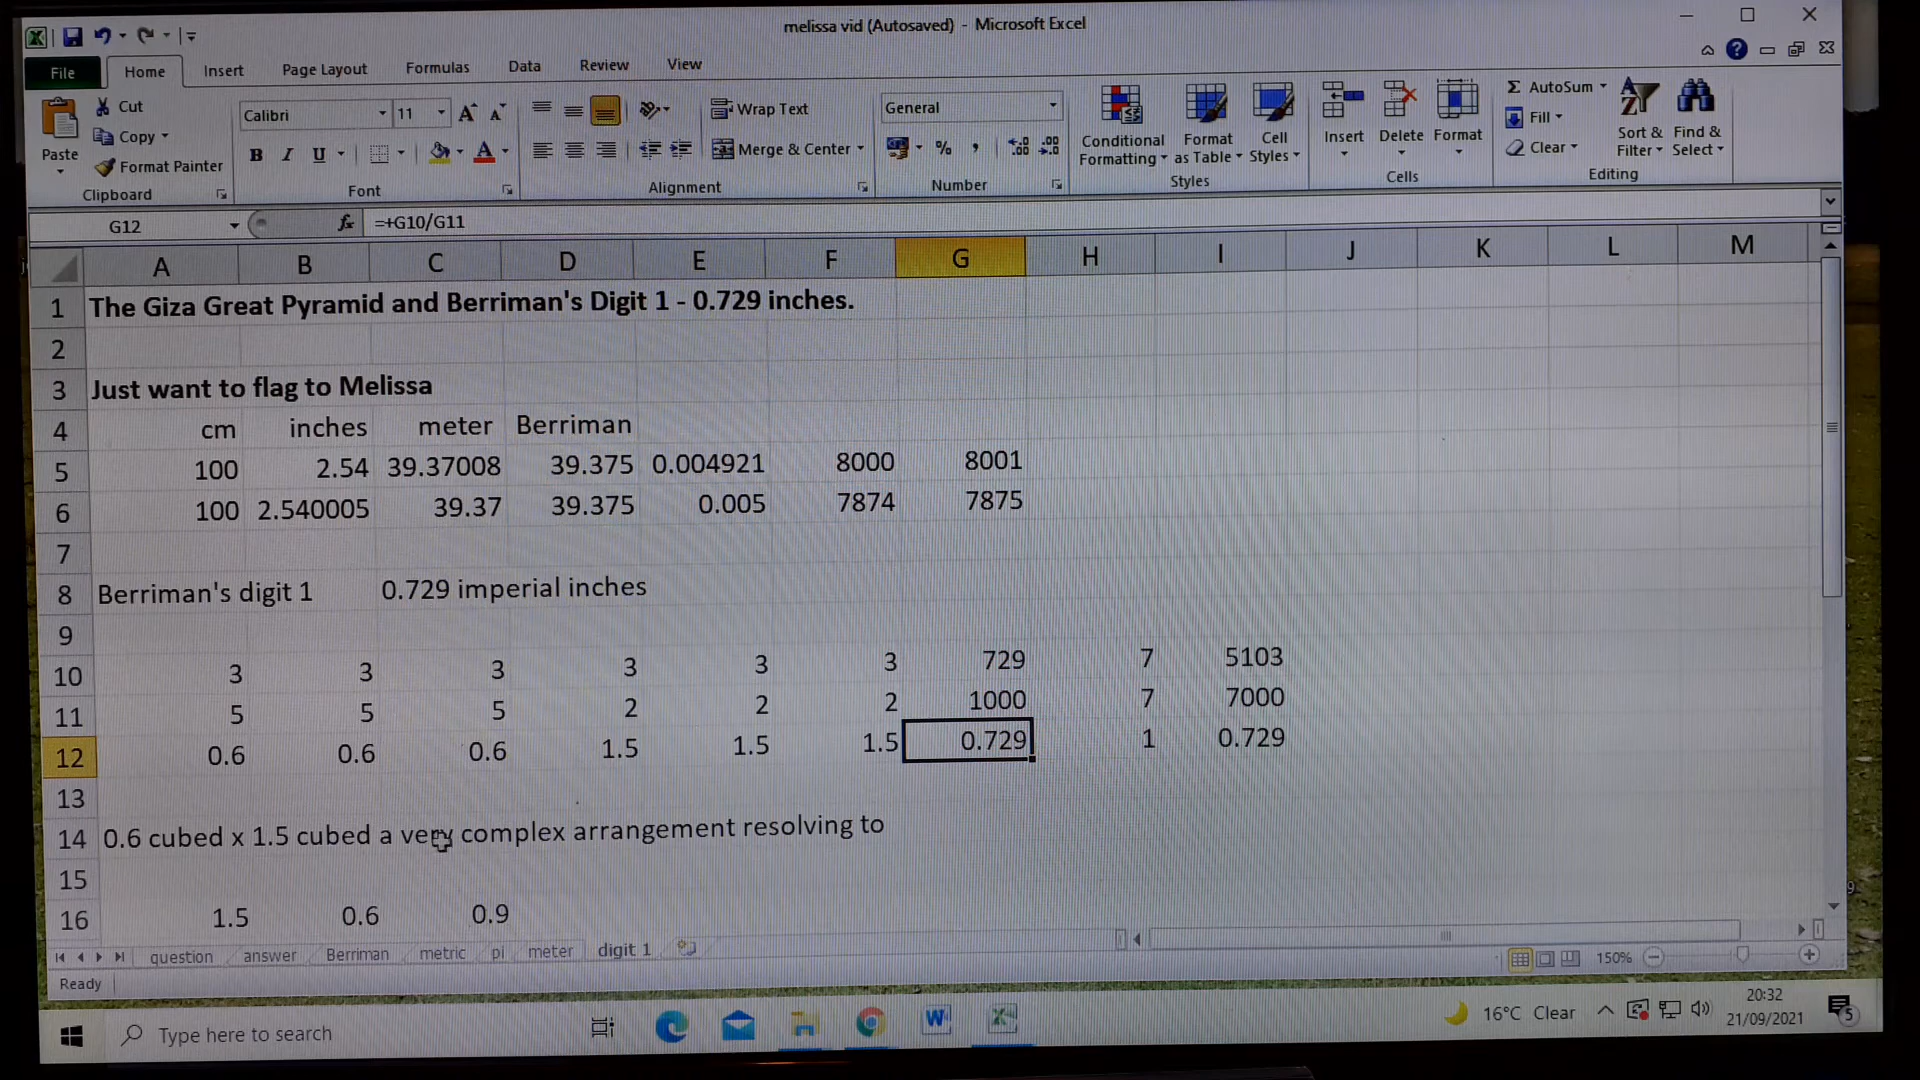 melissa vid (Autosaved) - Microsoft Excel
File Home Insert Page Layout Formulas Data Review View
Cut
Copy
Format Painter
Paste
Clipboard
Calibri 11
B I U
Font
Wrap Text
Merge & Center
Alignment
General
%
Number
Conditional Formatting
Format as Table
Cell Styles
Styles
Insert Delete Format
Cells
Σ AutoSum
Fill
Clear
Sort & Filter
Find & Select
Editing
G12 fx =+G10/G11
A B C D E F G H I J K L M
1 The Giza Great Pyramid and Berriman's Digit 1 - 0.729 inches.
2
3 Just want to flag to Melissa
4 cm inches meter Berriman
5 100 2.54 39.37008 39.375 0.004921 8000 8001
6 100 2.540005 39.37 39.375 0.005 7874 7875
7
8 Berriman's digit 1 0.729 imperial inches
9
10 3 3 3 3 3 3 729 7 5103
11 5 5 5 2 2 2 1000 7 7000
12 0.6 0.6 0.6 1.5 1.5 1.5 0.729 1 0.729
13
14 0.6 cubed x 1.5 cubed a very complex arrangement resolving to
15
16 1.5 0.6 0.9
question answer Berriman metric pi meter digit 1
Ready 150%
Type here to search
16°C Clear
20:32
21/09/2021
5